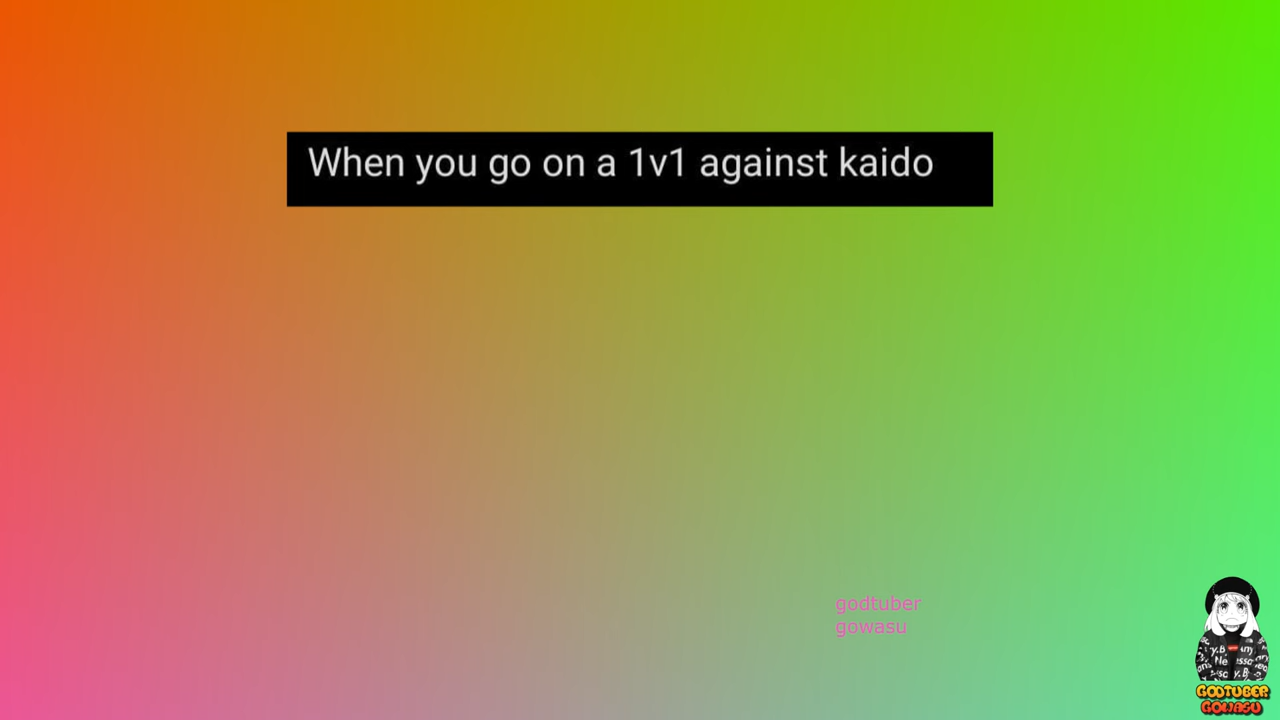 When you go on a 1v1 against kaido
godtuber
gowasu
GODTUBER
GOWASU